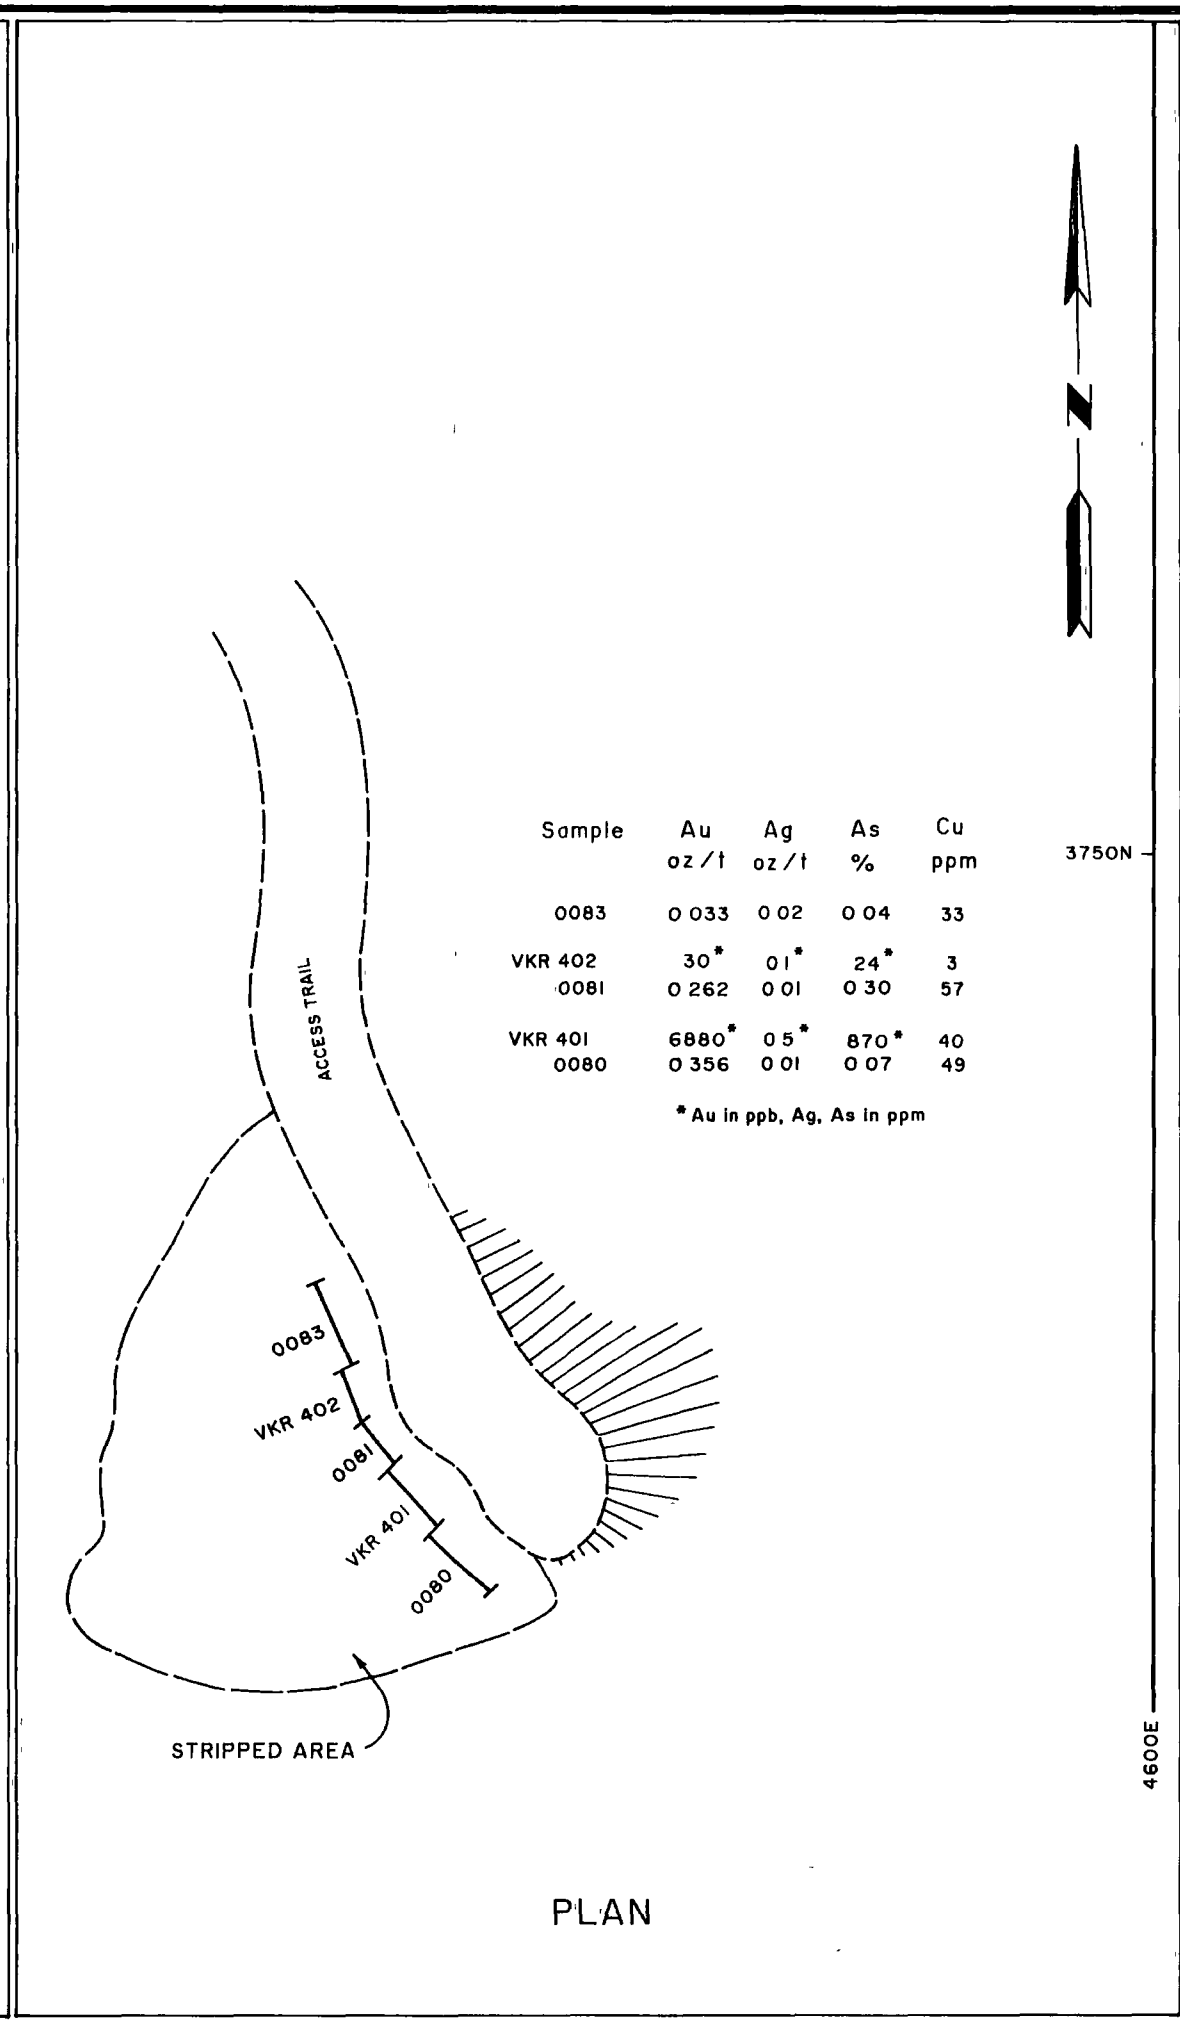 N
Sample Au Ag As Cu
oz/t oz/t % ppm
3750N
0083 0 033 0 02 0 04 33
VKR 402 30* 0 1* 24* 3
0081 0 262 0 01 0 30 57
VKR 401 6880* 0 5* 870* 40
0080 0 356 0 01 0 07 49
* Au in ppb, Ag, As in ppm
ACCESS TRAIL
0083
VKR 402
0081
VKR 401
0080
STRIPPED AREA
4600E
PLAN